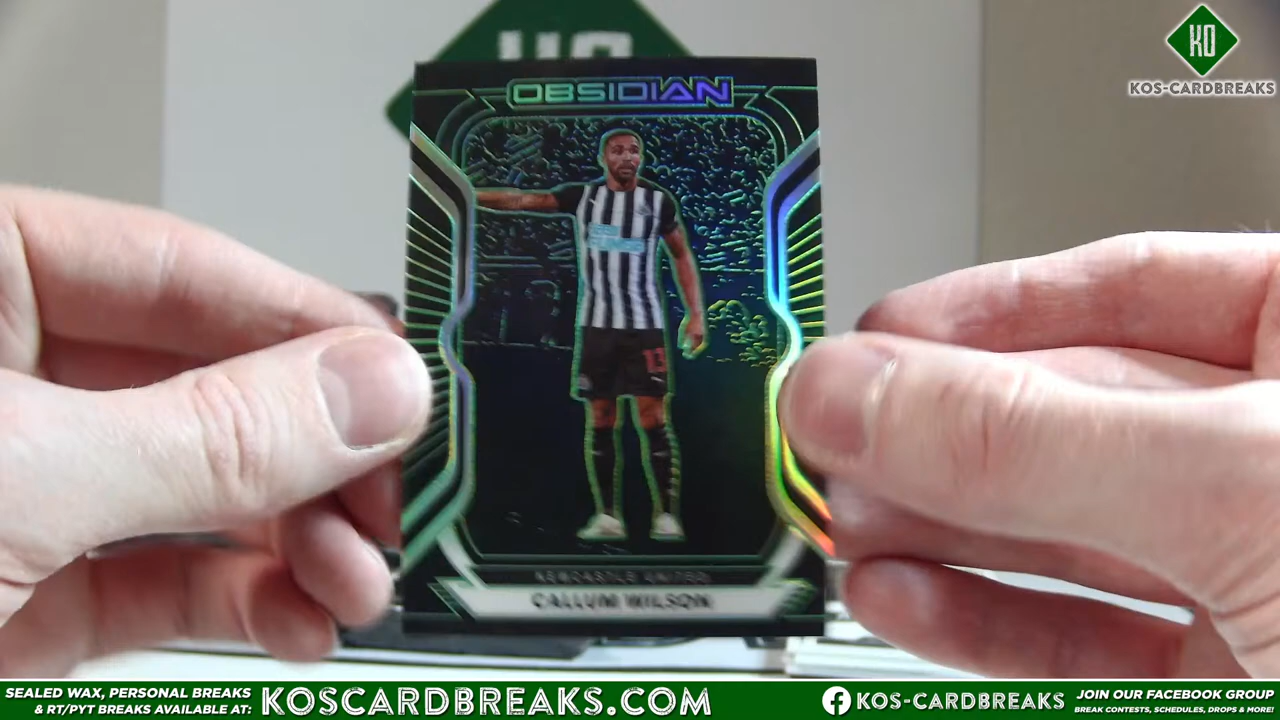 KO
KOS-CARDBREAKS
OBSIDIAN
13
NEWCASTLE UNITED
CALLUM WILSON
SEALED WAX, PERSONAL BREAKS
& RT/PYT BREAKS AVAILABLE AT:
KOSCARDBREAKS.COM
KOS-CARDBREAKS
JOIN OUR FACEBOOK GROUP
BREAK CONTESTS, SCHEDULES, DROPS & MORE!